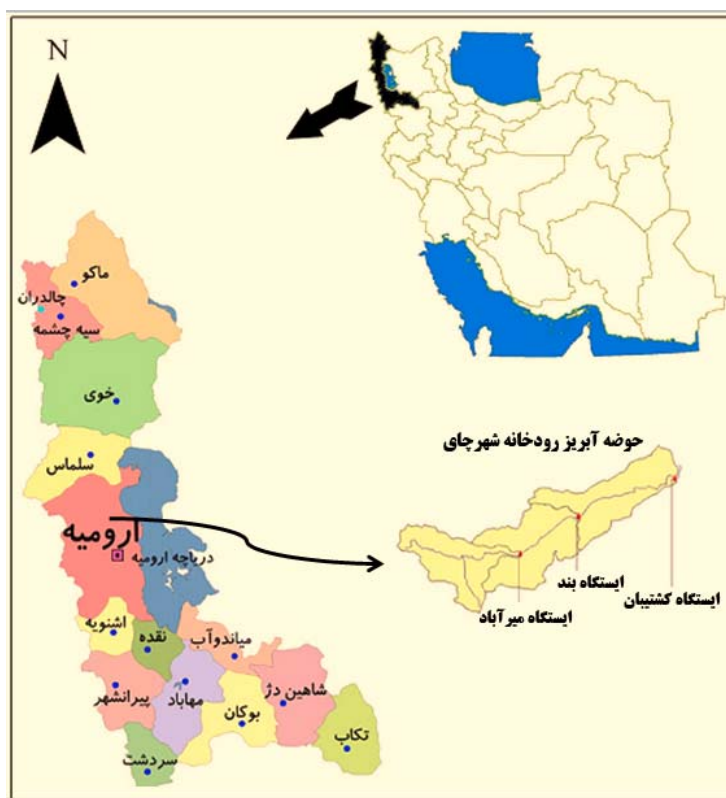 N
ماکو
چالدران
سیه چشمه
خوی
سلماس
ارومیه
دریاچه ارومیه
اشنویه
نقده
میاندوآب
پیرانشهر
مهاباد
بوکان
شاهین دژ
تکاب
سردشت
حوضه آبریز رودخانه شهرچای
ایستگاه کشتیبان
ایستگاه بند
ایستگاه میرآباد